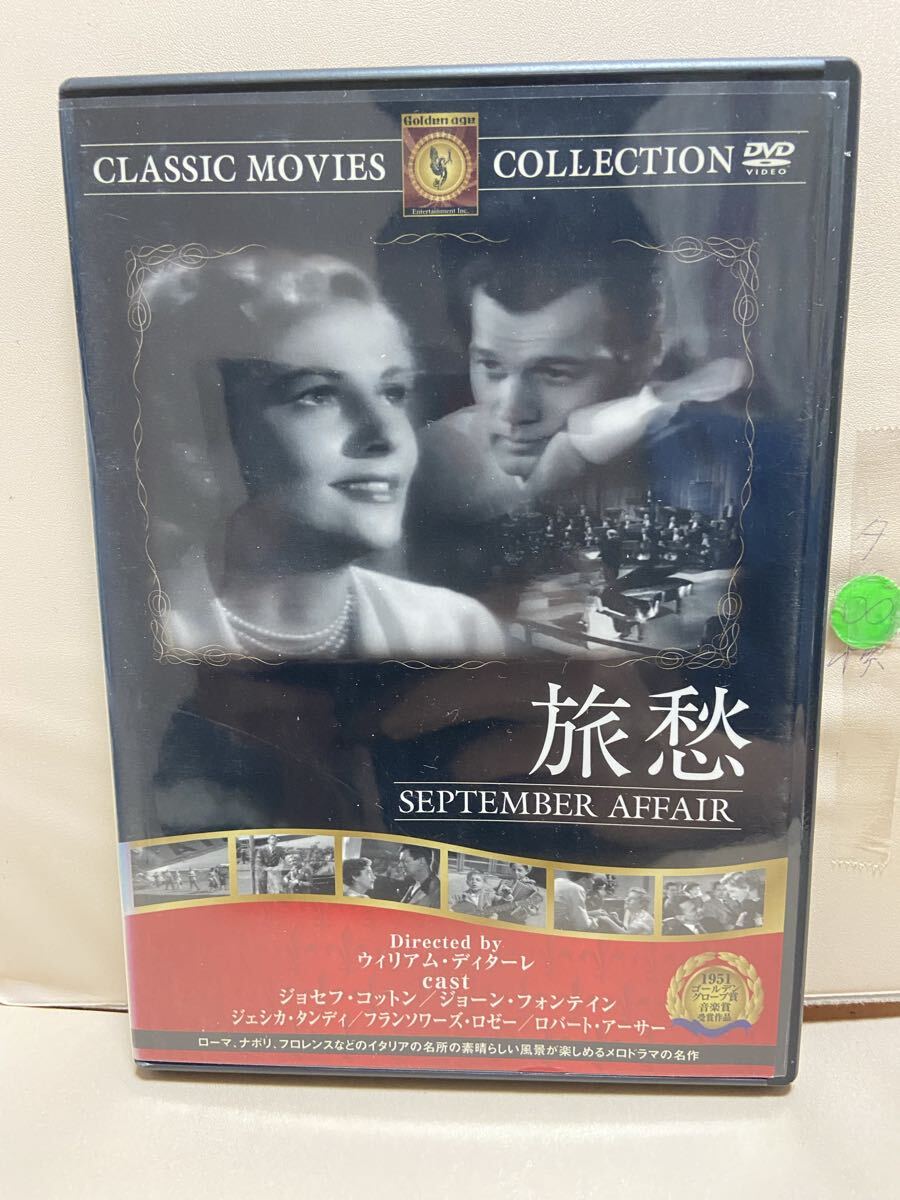 Golden age
CLASSIC MOVIES COLLECTION DVD
VIDEO
Entertainment Inc.
旅愁
SEPTEMBER AFFAIR
Directed by
ウィリアム・ディターレ
cast
ジョセフ・コットン/ジョーン・フォンテイン
ジェシカ・タンディ/フランソワーズ・ロゼー/ロバート・アーサー
1951
ゴールデン
グローブ賞
音楽賞
受賞作品
ローマ、ナポリ、フロレンスなどのイタリアの名所の素晴らしい風景が楽しめるメロドラマの名作